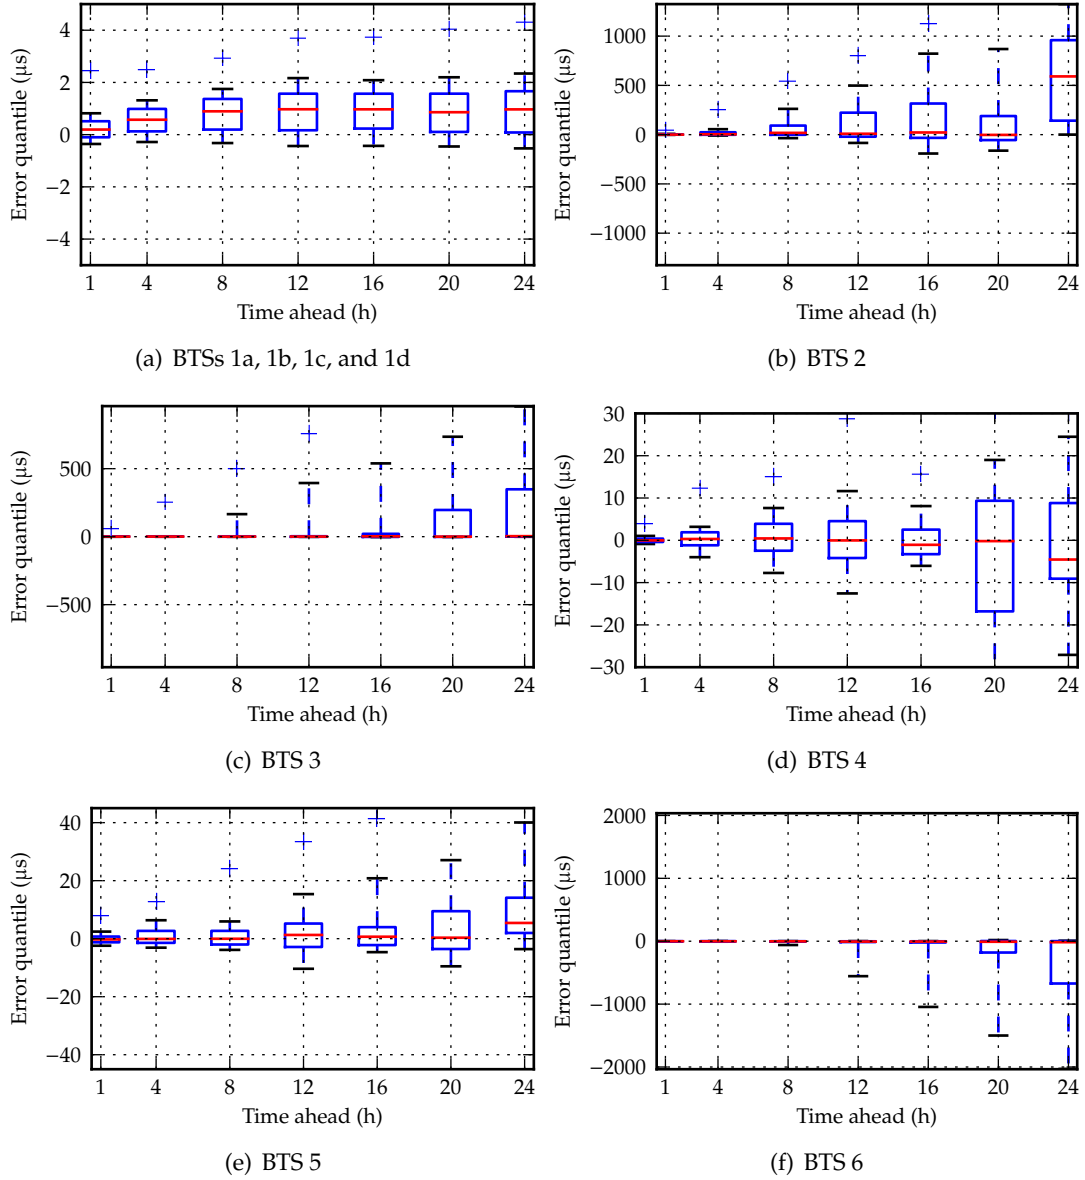 4
2
0
−2
−4
Error quantile (μs)
1 4 8 12 16 20 24
Time ahead (h)
(a) BTSs 1a, 1b, 1c, and 1d
1000
500
0
−500
−1000
Error quantile (μs)
1 4 8 12 16 20 24
Time ahead (h)
(b) BTS 2
500
0
−500
Error quantile (μs)
1 4 8 12 16 20 24
Time ahead (h)
(c) BTS 3
30
20
10
0
−10
−20
−30
Error quantile (μs)
1 4 8 12 16 20 24
Time ahead (h)
(d) BTS 4
40
20
0
−20
−40
Error quantile (μs)
1 4 8 12 16 20 24
Time ahead (h)
(e) BTS 5
2000
1000
0
−1000
−2000
Error quantile (μs)
1 4 8 12 16 20 24
Time ahead (h)
(f) BTS 6